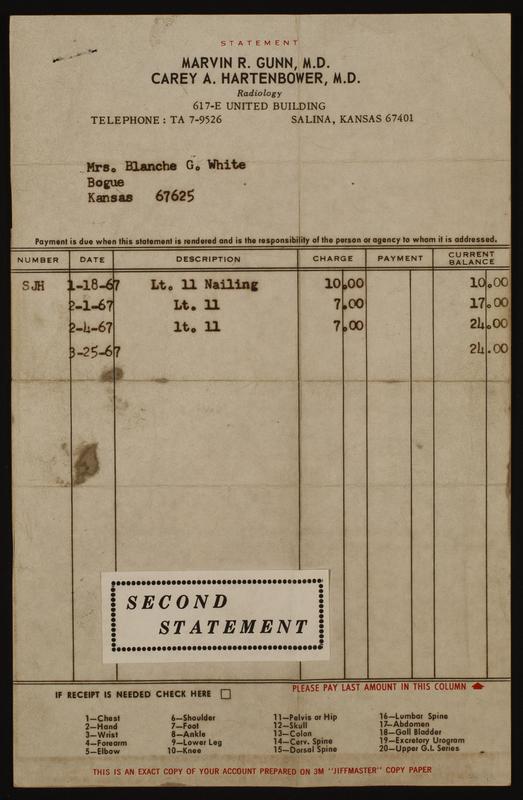 STATEMENT
MARVIN R. GUNN, M.D.
CAREY A. HARTENBOWER, M.D.
Radiology
617-E UNITED BUILDING
TELEPHONE: TA 7-9526 SALINA, KANSAS 67401
Mrs. Blanche G. White
Bogue
Kansas 67625
Payment is due when this statement is rendered and is the responsibility of the person or agency to whom it is addressed.
NUMBER DATE DESCRIPTION CHARGE PAYMENT CURRENT BALANCE
SJH 1-18-67 Lt. 11 Nailing 10.00 10.00
2-1-67 Lt. 11 7.00 17.00
2-4-67 lt. 11 7.00 24.00
3-25-67 24.00
SECOND
STATEMENT
IF RECEIPT IS NEEDED CHECK HERE PLEASE PAY LAST AMOUNT IN THIS COLUMN
1—Chest 6—Shoulder 11—Pelvis or Hip 16—Lumbar Spine
2—Hand 7—Foot 12—Skull 17—Abdomen
3—Wrist 8—Ankle 13—Colon 18—Gall Bladder
4—Forearm 9—Lower Leg 14—Cerv. Spine 19—Excretory Urogram
5—Elbow 10—Knee 15—Dorsal Spine 20—Upper G.I. Series
THIS IS AN EXACT COPY OF YOUR ACCOUNT PREPARED ON 3M "JIFFMASTER" COPY PAPER